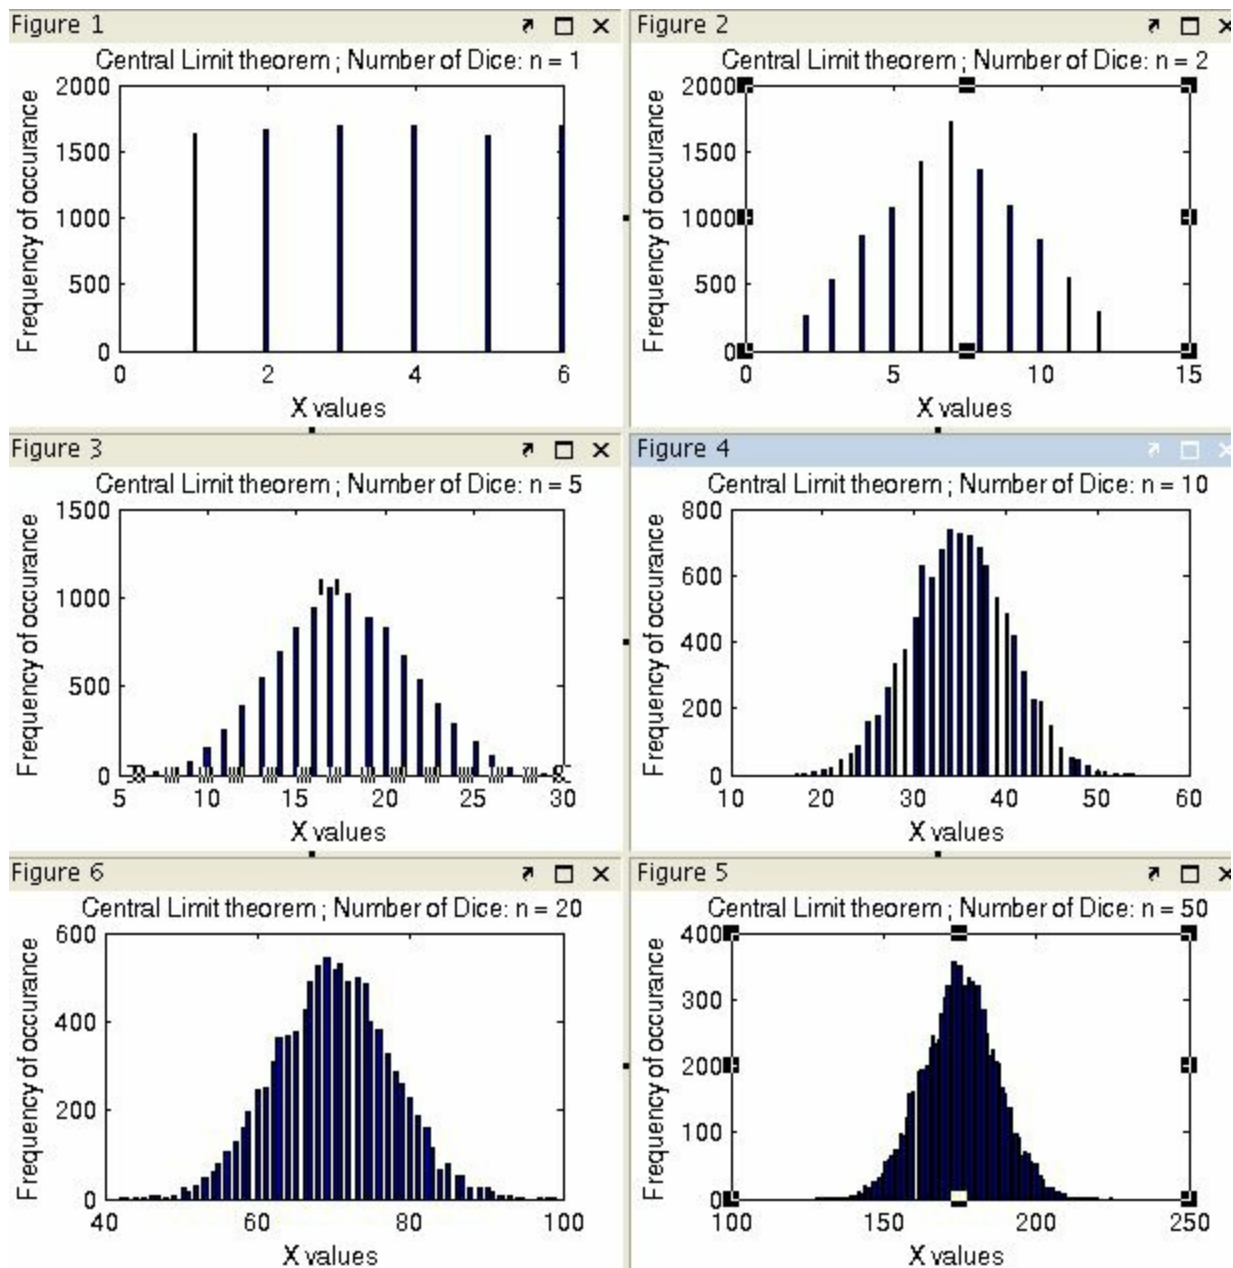 Figure 1
Central Limit theorem ; Number of Dice: n = 1
Frequency of occurance
2000
1500
1000
500
0
0 2 4 6
X values
Figure 2
Central Limit theorem ; Number of Dice: n = 2
Frequency of occurance
2000
1500
1000
500
0
0 5 10 15
X values
Figure 3
Central Limit theorem ; Number of Dice: n = 5
Frequency of occurance
1500
1000
500
0
5 10 15 20 25 30
X values
Figure 4
Central Limit theorem ; Number of Dice: n = 10
Frequency of occurance
800
600
400
200
0
10 20 30 40 50 60
X values
Figure 6
Central Limit theorem ; Number of Dice: n = 20
Frequency of occurance
600
400
200
0
40 60 80 100
X values
Figure 5
Central Limit theorem ; Number of Dice: n = 50
Frequency of occurance
400
300
200
100
0
100 150 200 250
X values